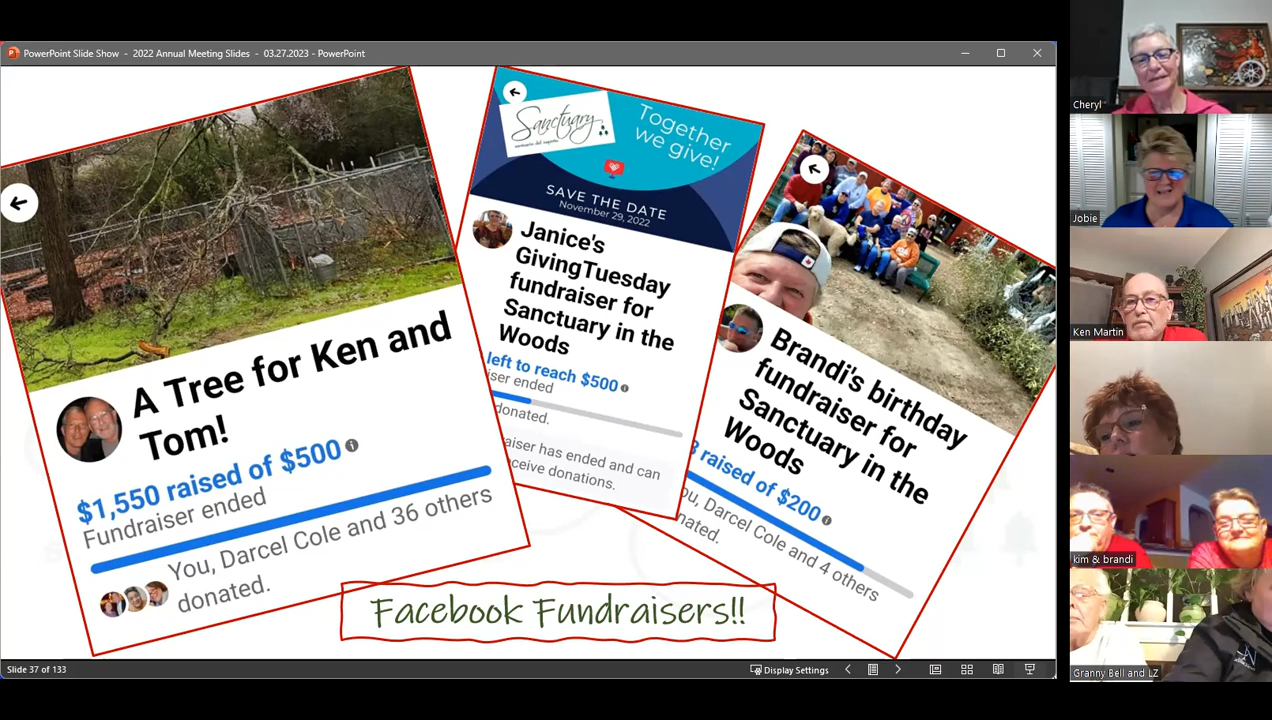 PowerPoint Slide Show - 2022 Annual Meeting Slides - 03.27.2023 - PowerPoint
A Tree for Ken and
Tom!
$1,550 raised of $500
Fundraiser ended
You, Darcel Cole and 36 others
donated.
Sanctuary
Together
we give!
SAVE THE DATE
November 29, 2022
Janice's
GivingTuesday
fundraiser for
Sanctuary in the
Woods
left to reach $500
iser ended
donated.
aiser has ended and can
ceive donations.
Brandi's birthday
fundraiser for
Sanctuary in the
Woods
raised of $200
ou, Darcel Cole and 4 others
nated.
Facebook Fundraisers!!
Slide 37 of 133
Display Settings
Cheryl
Jobie
Ken Martin
kim & brandi
Granny Bell and LZ